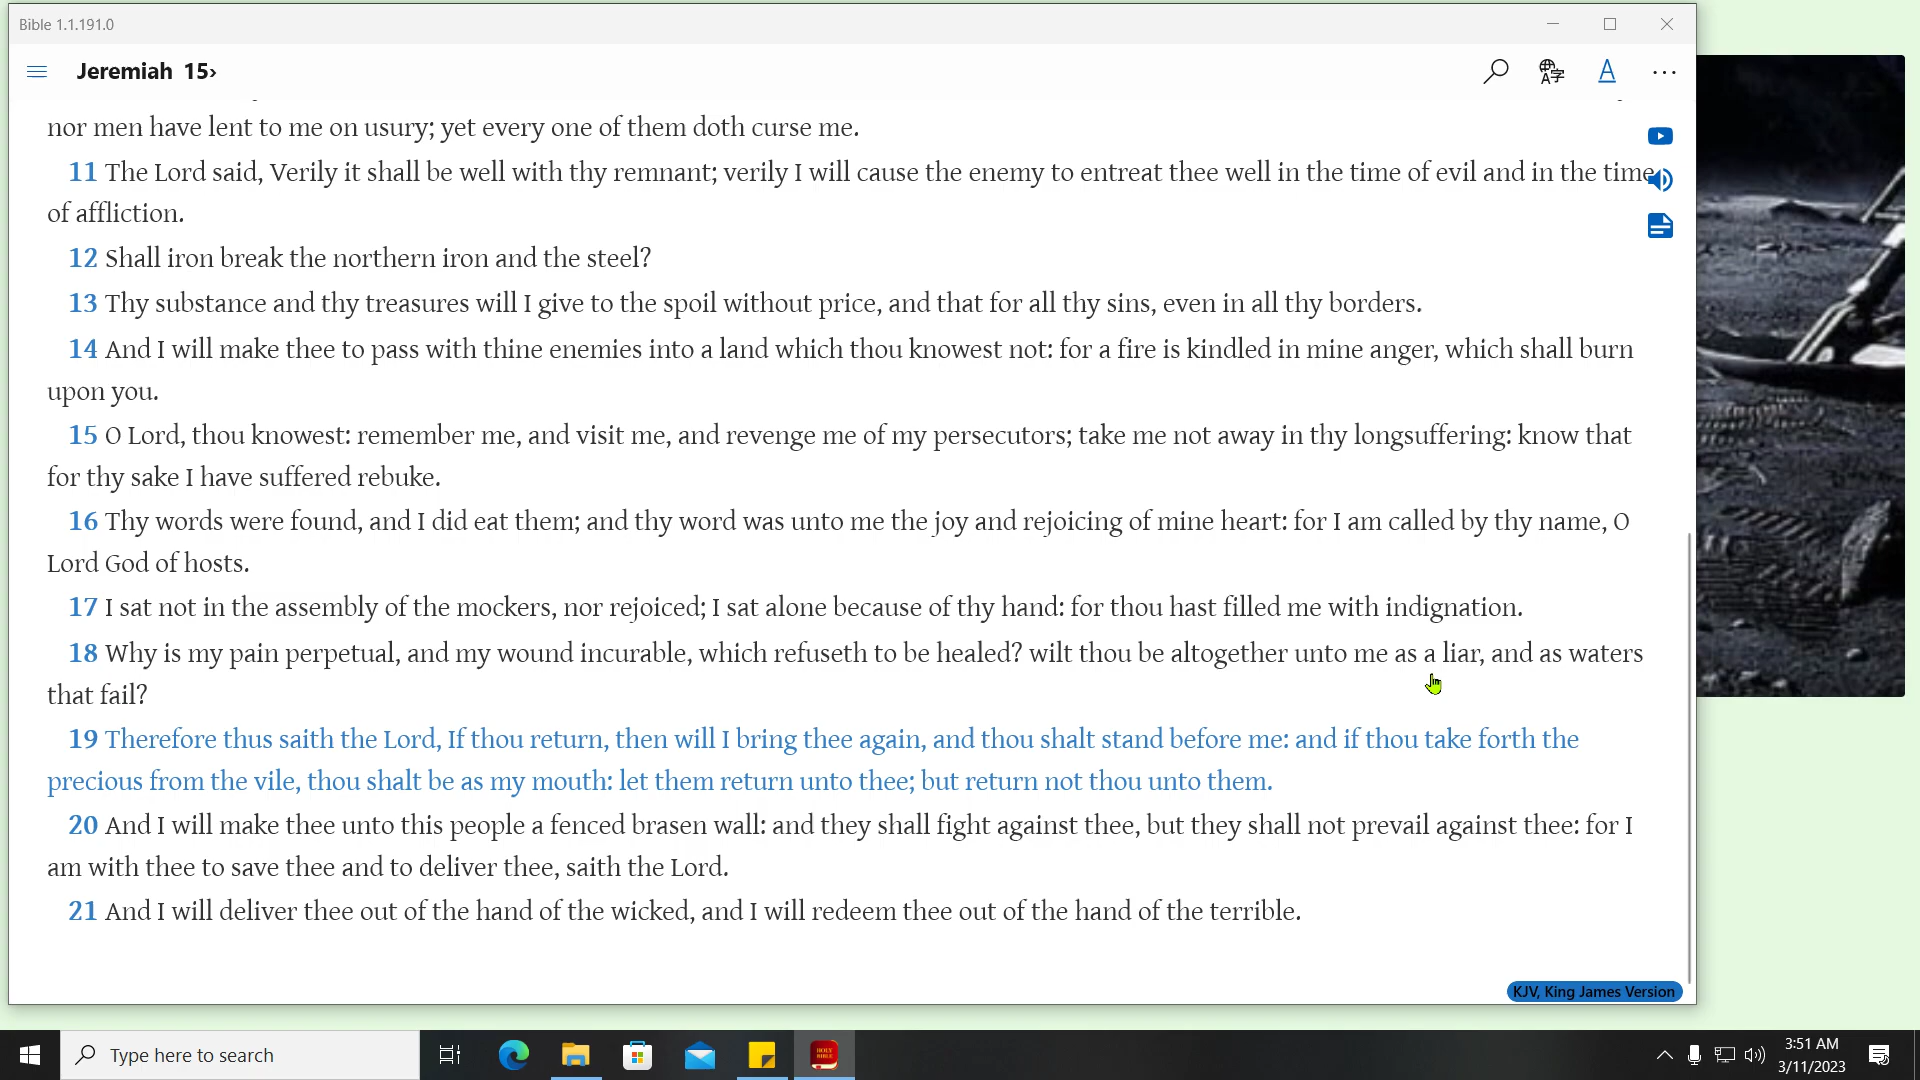 Bible 1.1.191.0
Jeremiah 15›
nor men have lent to me on usury; yet every one of them doth curse me.
11 The Lord said, Verily it shall be well with thy remnant; verily I will cause the enemy to entreat thee well in the time of evil and in the time
of affliction.
12 Shall iron break the northern iron and the steel?
13 Thy substance and thy treasures will I give to the spoil without price, and that for all thy sins, even in all thy borders.
14 And I will make thee to pass with thine enemies into a land which thou knowest not: for a fire is kindled in mine anger, which shall burn
upon you.
15 O Lord, thou knowest: remember me, and visit me, and revenge me of my persecutors; take me not away in thy longsuffering: know that
for thy sake I have suffered rebuke.
16 Thy words were found, and I did eat them; and thy word was unto me the joy and rejoicing of mine heart: for I am called by thy name, O
Lord God of hosts.
17 I sat not in the assembly of the mockers, nor rejoiced; I sat alone because of thy hand: for thou hast filled me with indignation.
18 Why is my pain perpetual, and my wound incurable, which refuseth to be healed? wilt thou be altogether unto me as a liar, and as waters
that fail?
19 Therefore thus saith the Lord, If thou return, then will I bring thee again, and thou shalt stand before me: and if thou take forth the
precious from the vile, thou shalt be as my mouth: let them return unto thee; but return not thou unto them.
20 And I will make thee unto this people a fenced brasen wall: and they shall fight against thee, but they shall not prevail against thee: for I
am with thee to save thee and to deliver thee, saith the Lord.
21 And I will deliver thee out of the hand of the wicked, and I will redeem thee out of the hand of the terrible.
KJV, King James Version
Type here to search
HOLY BIBLE
3:51 AM
3/11/2023